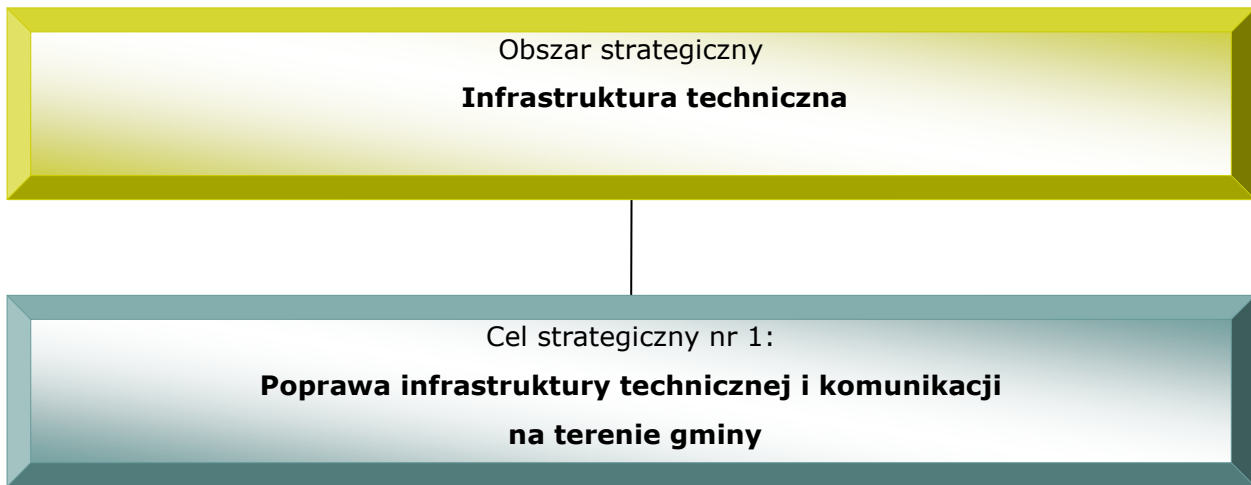 Obszar strategiczny
Infrastruktura techniczna
Cel strategiczny nr 1:
Poprawa infrastruktury technicznej i komunikacji
na terenie gminy